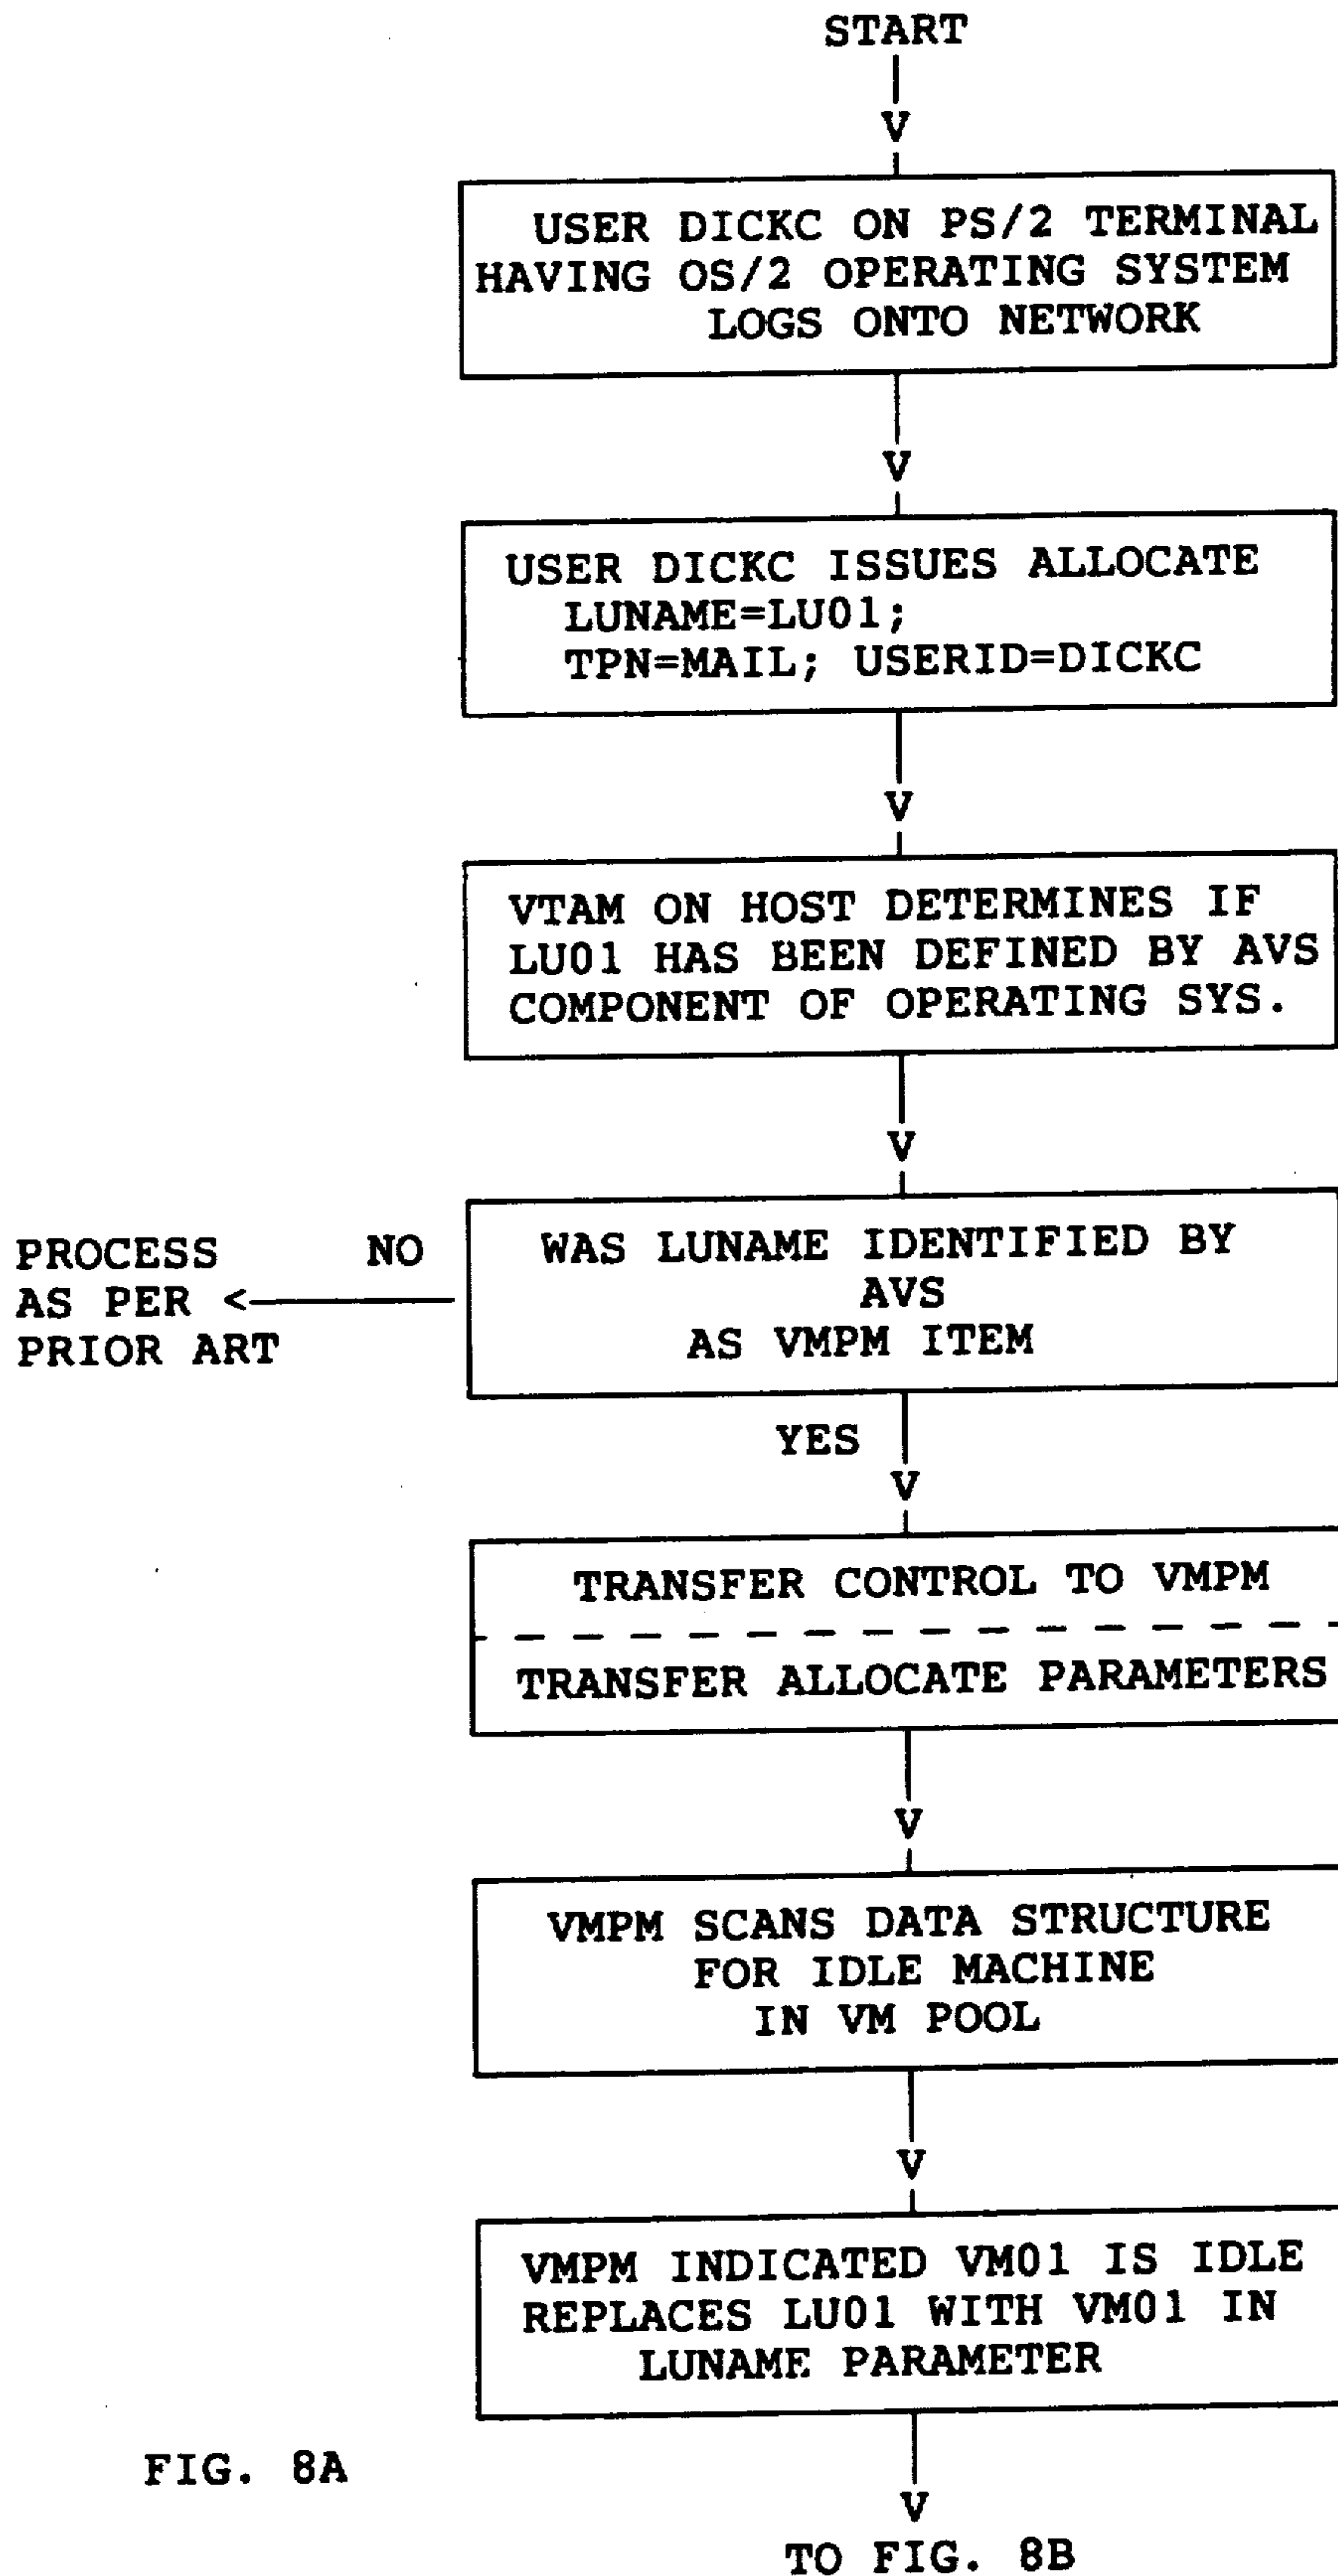 START
V
USER DICKC ON PS/2 TERMINAL
HAVING OS/2 OPERATING SYSTEM
LOGS ONTO NETWORK
V
USER DICKC ISSUES ALLOCATE
LUNAME=LU01;
TPN=MAIL; USERID=DICKC
V
VTAM ON HOST DETERMINES IF
LU01 HAS BEEN DEFINED BY AVS
COMPONENT OF OPERATING SYS.
V
WAS LUNAME IDENTIFIED BY
AVS
AS VMPM ITEM
NO
PROCESS
AS PER <
PRIOR ART
YES
V
TRANSFER CONTROL TO VMPM
TRANSFER ALLOCATE PARAMETERS
V
VMPM SCANS DATA STRUCTURE
FOR IDLE MACHINE
IN VM POOL
V
VMPM INDICATED VM01 IS IDLE
REPLACES LU01 WITH VM01 IN
LUNAME PARAMETER
V
TO FIG. 8B
FIG. 8A